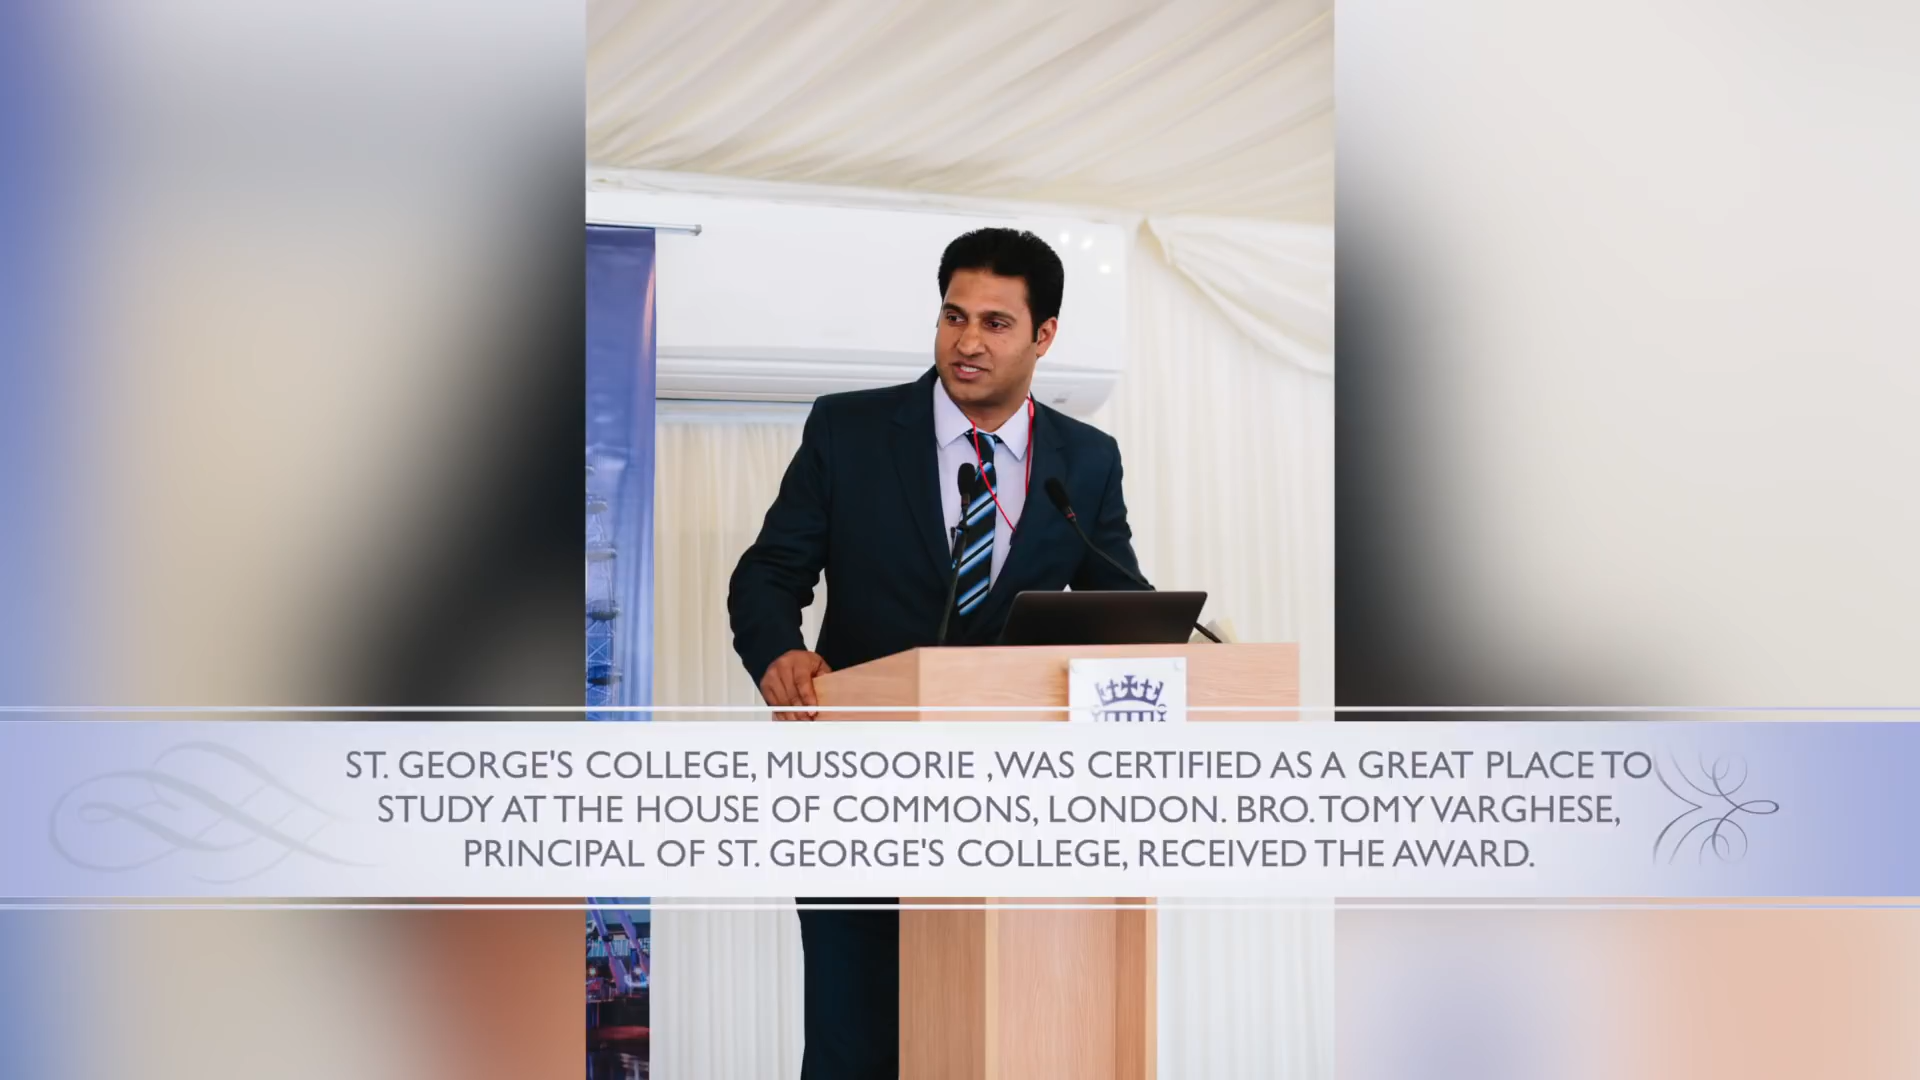 ST. GEORGE'S COLLEGE, MUSSOORIE ,WAS CERTIFIED AS A GREAT PLACE TO
STUDY AT THE HOUSE OF COMMONS, LONDON. BRO. TOMY VARGHESE,
PRINCIPAL OF ST. GEORGE'S COLLEGE, RECEIVED THE AWARD.